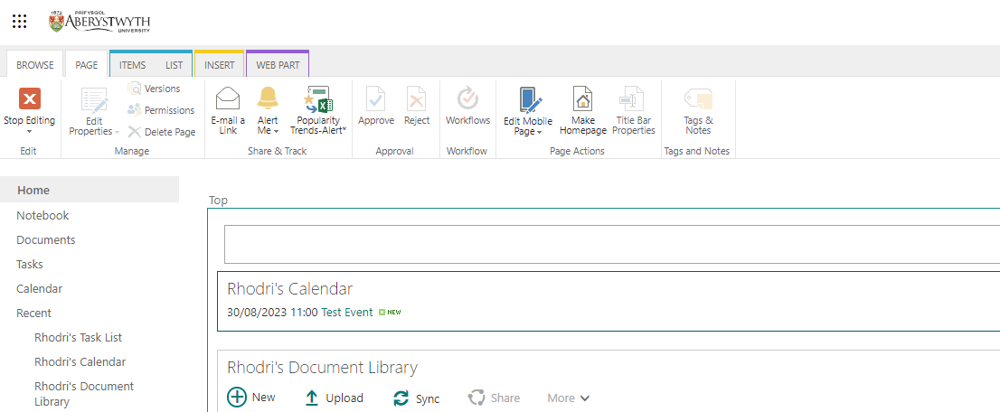 1872
PRIFYSGOL
ABERYSTWYTH
UNIVERSITY
BROWSE PAGE ITEMS LIST INSERT WEB PART
Stop Editing
Edit
Edit
Properties
Versions
Permissions
Delete Page
Manage
E-mail a
Link
Alert
Me
Popularity
Trends-Alert*
Share & Track
Approve
Reject
Approval
Workflows
Workflow
Edit Mobile
Page
Make
Homepage
Title Bar
Properties
Page Actions
Tags &
Notes
Tags and Notes
Home
Notebook
Documents
Tasks
Calendar
Recent
Rhodri's Task List
Rhodri's Calendar
Rhodri's Document
Library
Top
Rhodri's Calendar
30/08/2023 11:00 Test Event NEW
Rhodri's Document Library
New Upload Sync Share More